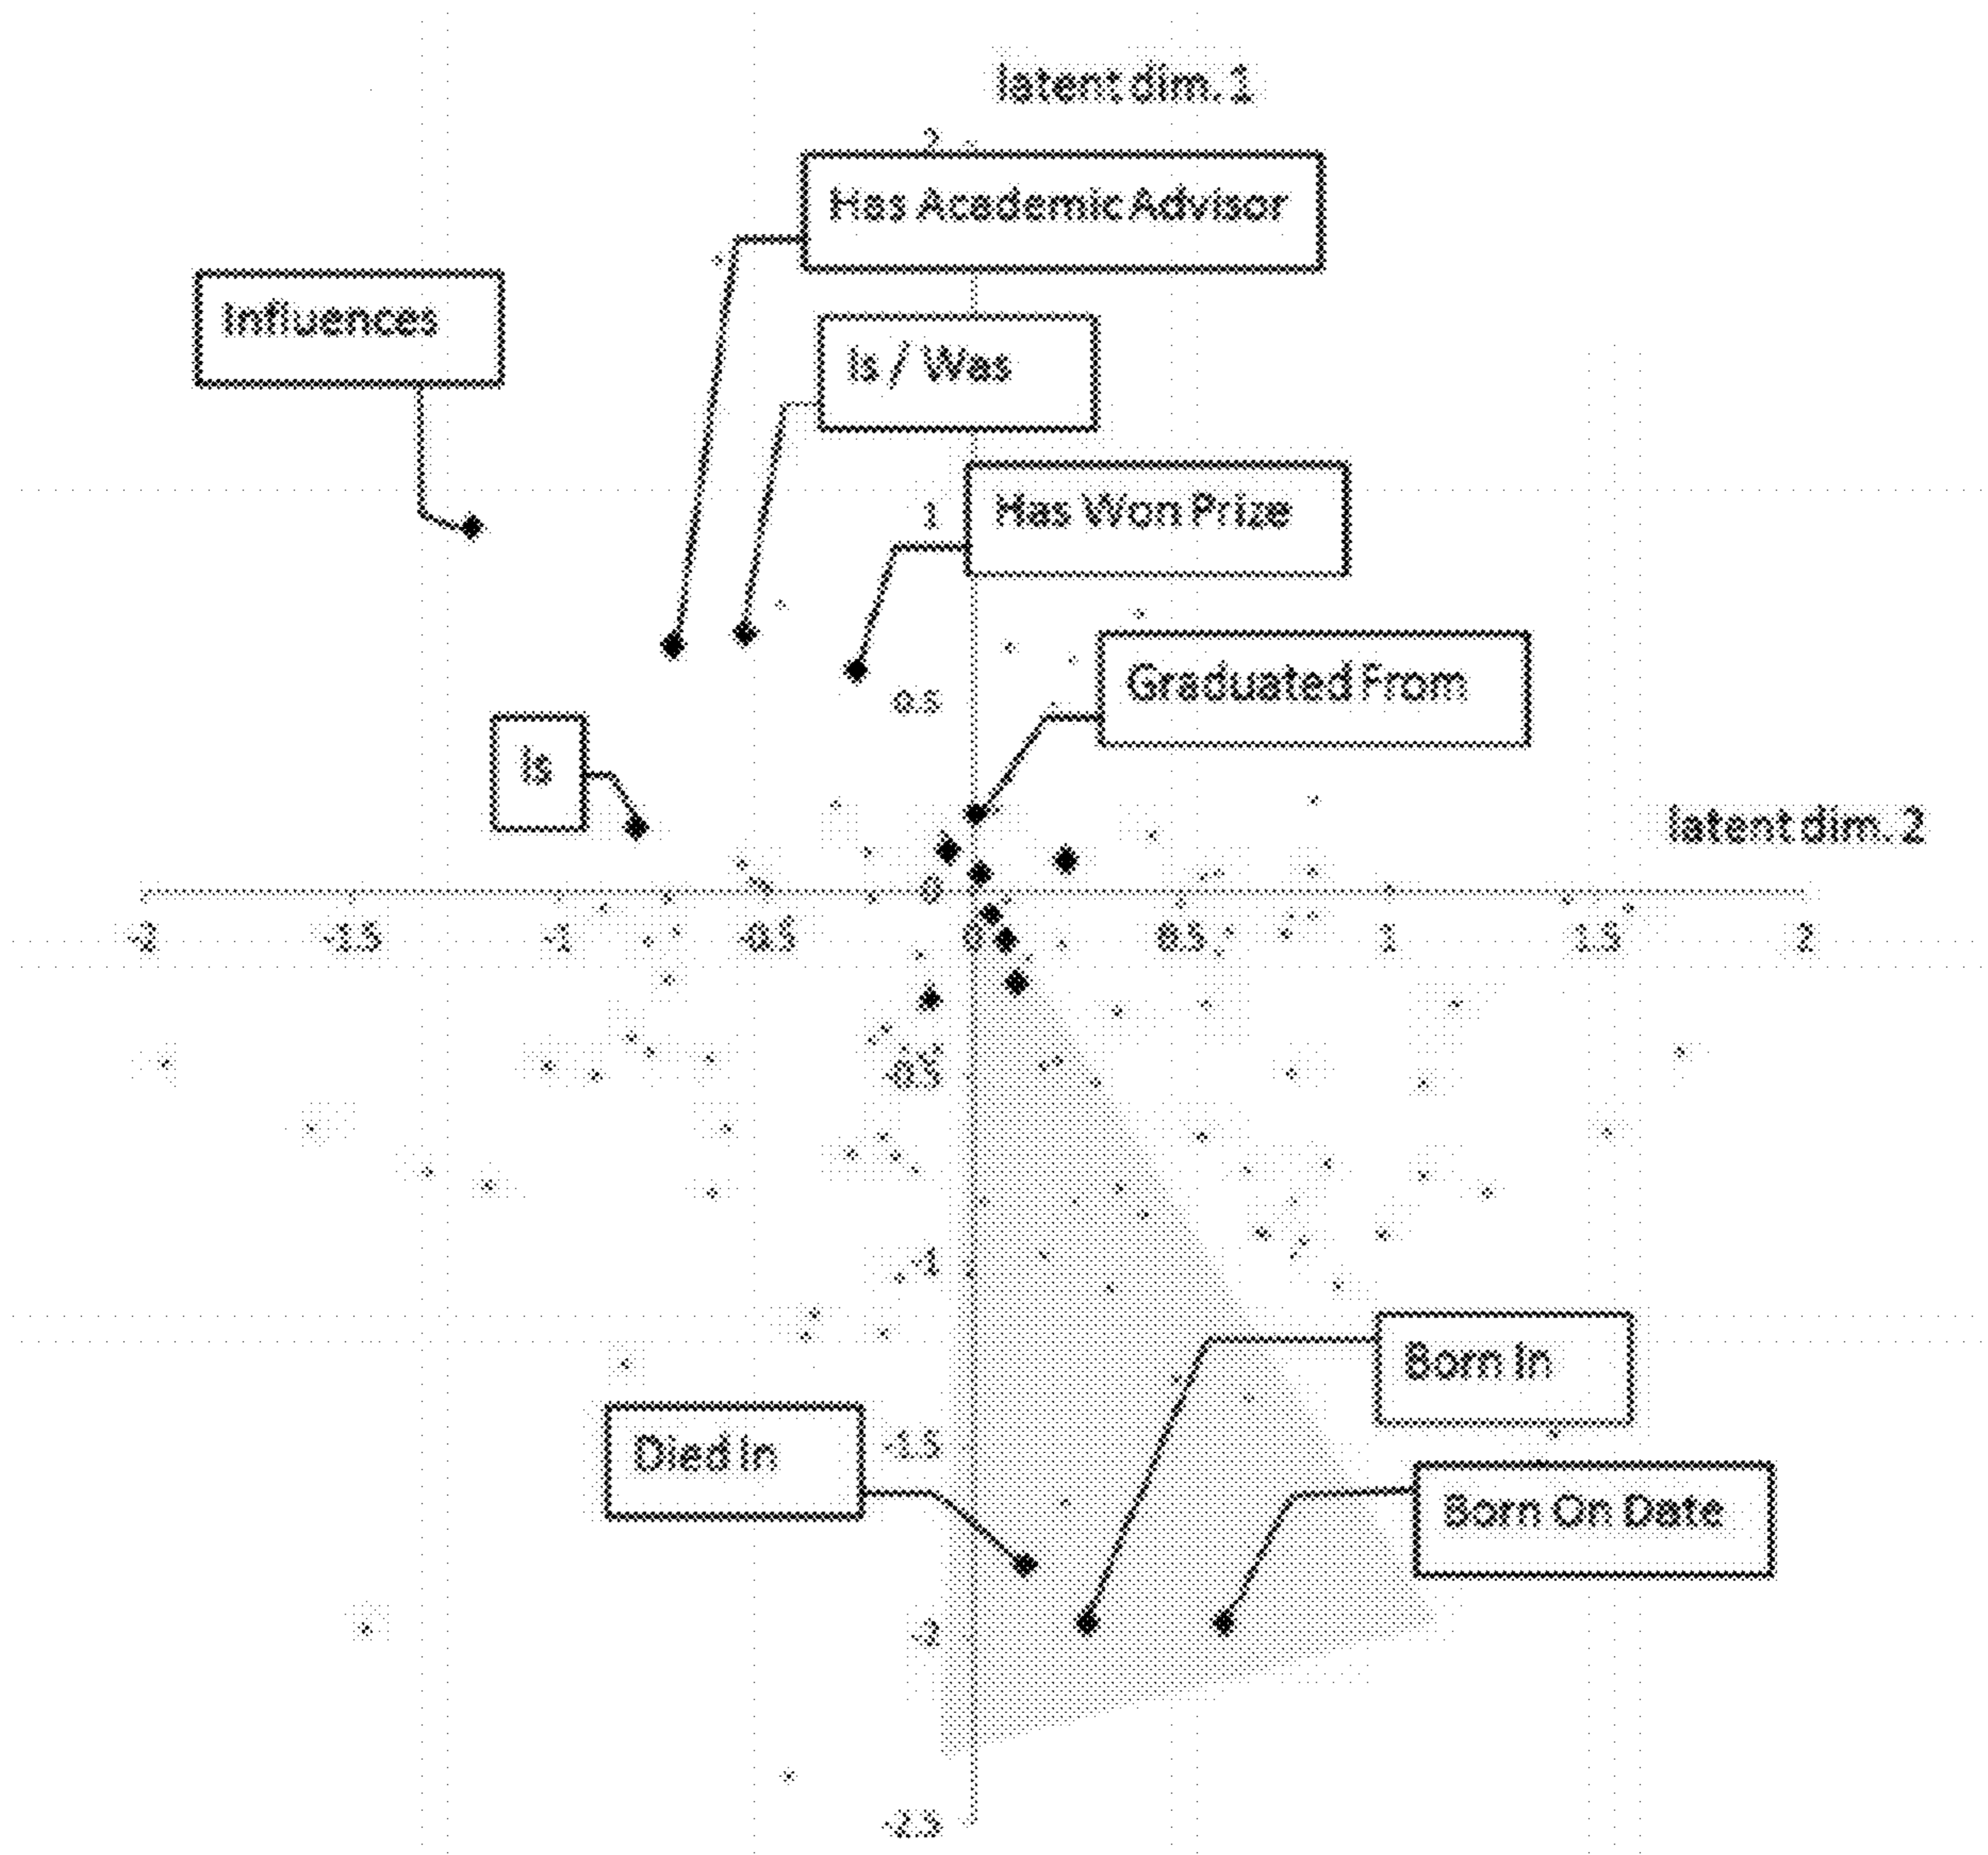 latent dim. 1
2
Has Academic Advisor
Influences
Is / Was
1
Has Won Prize
Graduated From
0.5
Is
latent dim. 2
0
-2 -1.5 -1 -0.5 0 0.5 1 1.5 2
-0.5
-1
Born In
Died In
-1.5
Born On Date
-2
-2.5